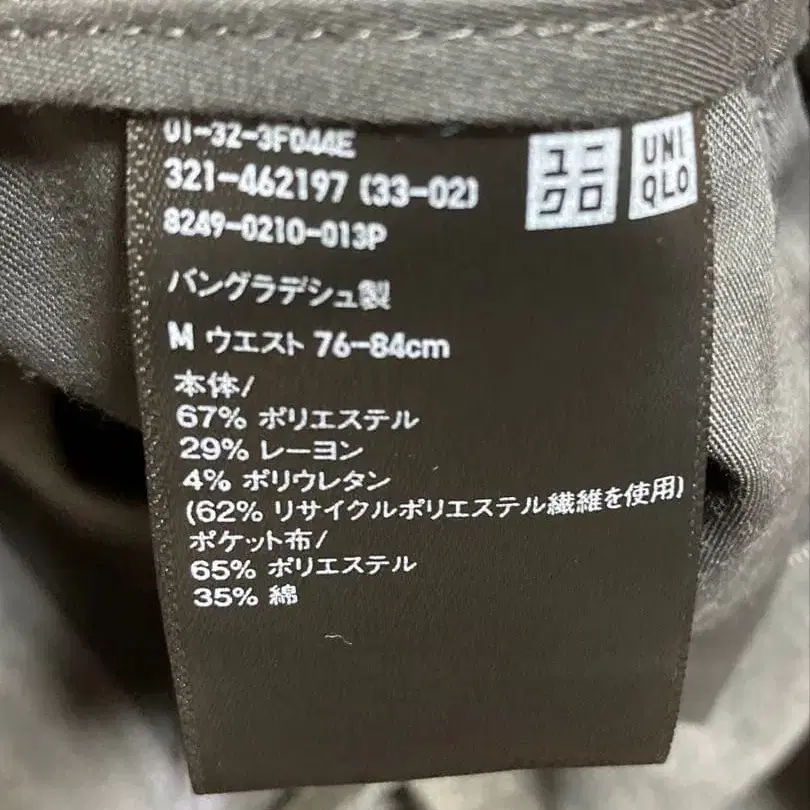 01-32-3F044E
321-462197 (33-02)
8249-0210-013P
ユニ
クロ
UNI
QLO
バングラデシュ製
M ウエスト 76-84cm
本体/
67% ポリエステル
29% レーヨン
4% ポリウレタン
(62% リサイクルポリエステル繊維を使用)
ポケット布/
65% ポリエステル
35% 綿